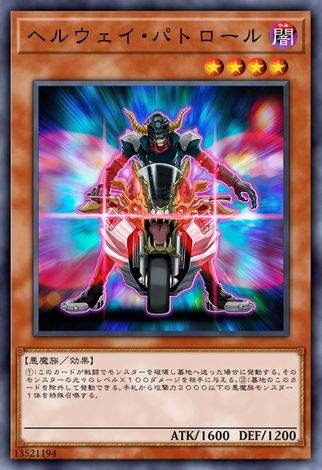 ヘルウェイ・パトロール
やみ
闇
【悪魔族/効果】
①:このカードが戦闘でモンスターを破壊し墓地へ送った場合に発動する。その
モンスターの元々のレベル×100ダメージを相手に与える。②:墓地のこのカー
ドを除外して発動できる。手札から攻撃力2000以下の悪魔族モンスター
1体を特殊召喚する。
ATK/1600 DEF/1200
13521194